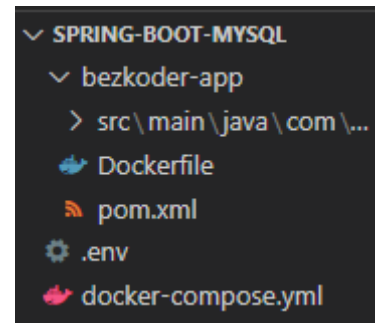 SPRING-BOOT-MYSQL
bezkoder-app
src\main\java\com\...
Dockerfile
pom.xml
.env
docker-compose.yml